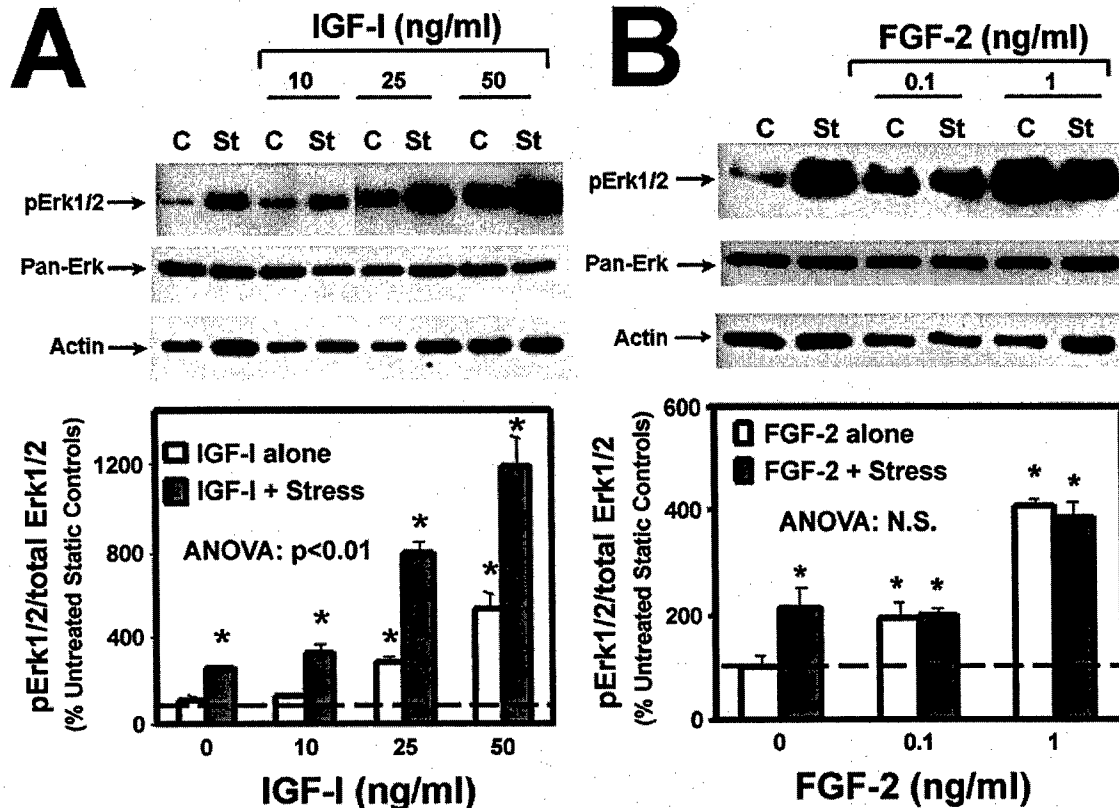 A
IGF-I (ng/ml)
10 25 50
C St C St C St C St
pErk1/2
Pan-Erk
Actin
pErk1/2/total Erk1/2
(% Untreated Static Controls)
1200
800
400
0
IGF-I alone
IGF-I + Stress
ANOVA: p<0.01
* * * * * *
0 10 25 50
IGF-I (ng/ml)
B
FGF-2 (ng/ml)
0.1 1
C St C St C St
pErk1/2
Pan-Erk
Actin
pErk1/2/total Erk1/2
(% Untreated Static Controls)
600
400
200
0
FGF-2 alone
FGF-2 + Stress
ANOVA: N.S.
* * * * *
0 0.1 1
FGF-2 (ng/ml)